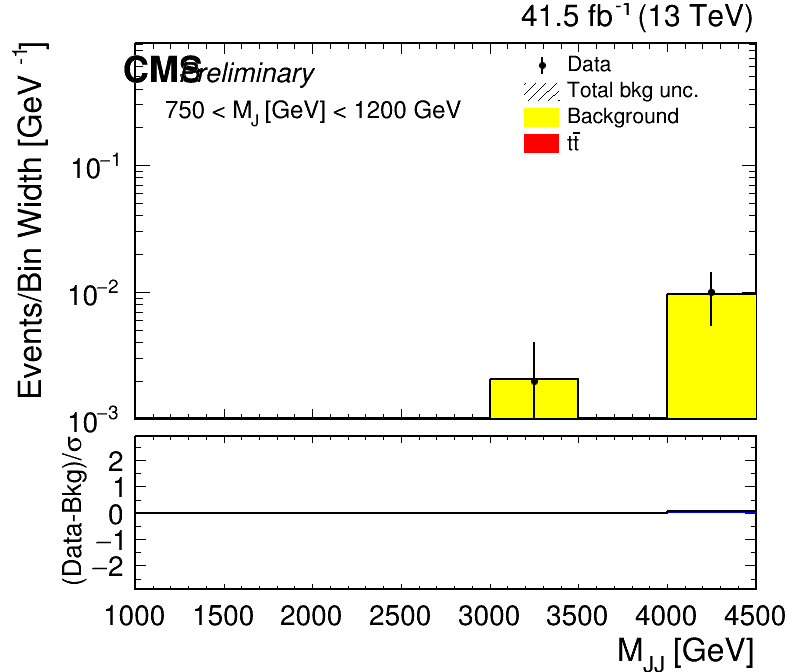 41.5 fb⁻¹ (13 TeV)
CMS Preliminary
750 < M_J [GeV] < 1200 GeV
Data
Total bkg unc.
Background
tt̄
Events/Bin Width [GeV⁻¹]
10⁻¹
10⁻²
10⁻³
(Data-Bkg)/σ
2
1
0
−1
−2
1000 1500 2000 2500 3000 3500 4000 4500
M_JJ [GeV]